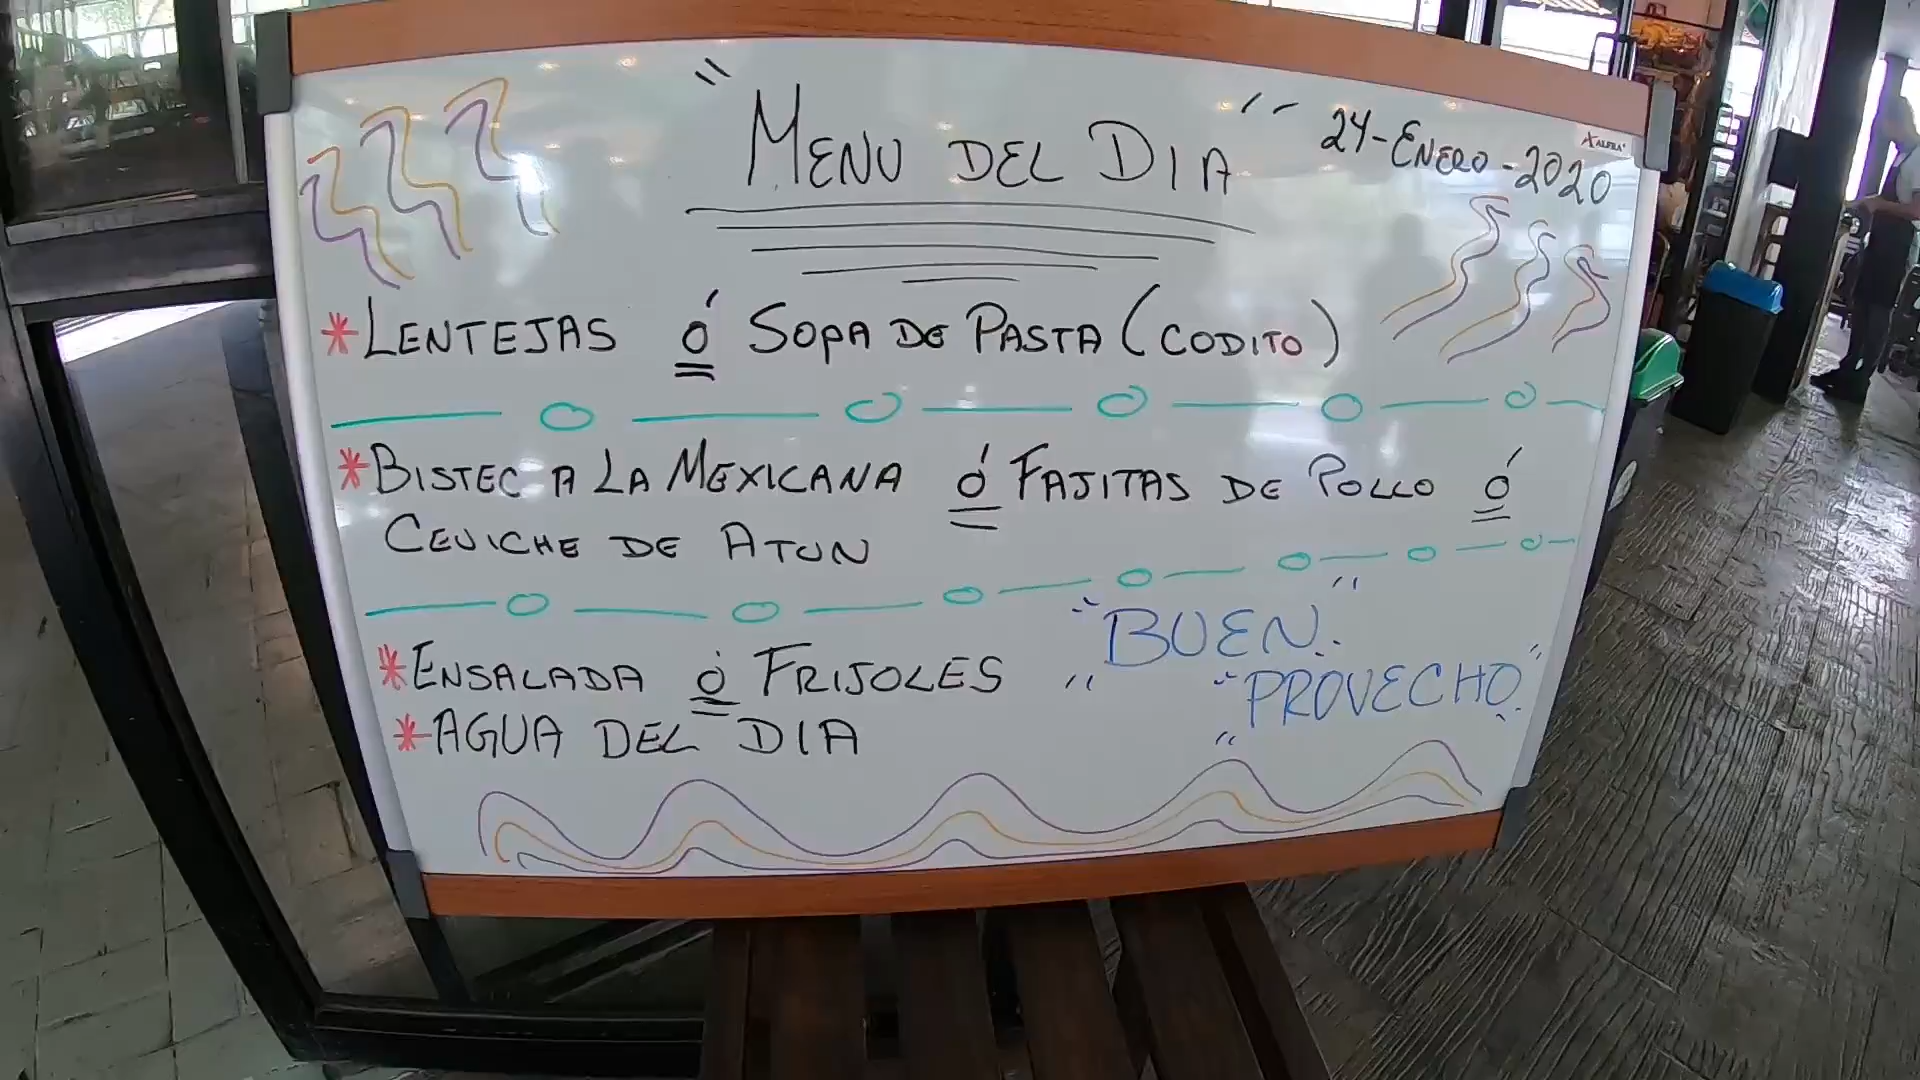 "MENU DEL DIA" 24-ENERO-2020
ALFRA
*LENTEJAS ó SOPA DE PASTA (CODITO)
*BISTEC A LA MEXICANA ó FAJITAS DE POLLO ó
CEVICHE DE ATUN
"BUEN"
*ENSALADA ó FRIJOLES
"PROVECHO"
*AGUA DEL DIA